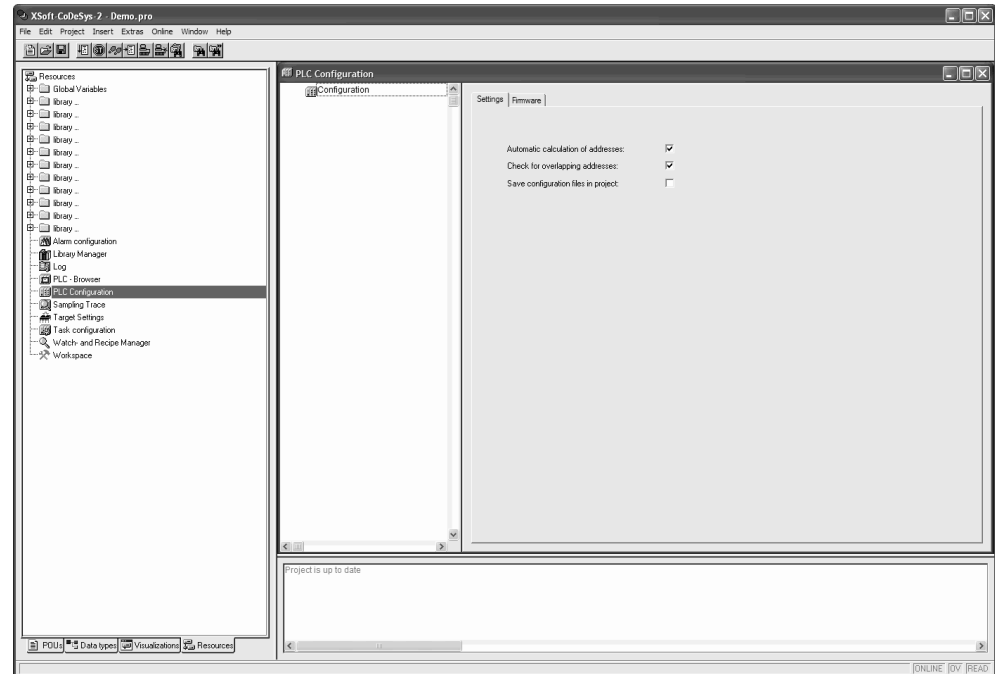 XSoft-CoDeSys-2 - Demo.pro
File Edit Project Insert Extras Online Window Help
Resources
Global Variables
library ..
library ..
library ..
library ..
library ..
library ..
library ..
library ..
library ..
library ..
library ..
Alarm configuration
Library Manager
Log
PLC - Browser
PLC Configuration
Sampling Trace
Target Settings
Task configuration
Watch- and Recipe Manager
Workspace
POUs Data types Visualizations Resources
PLC Configuration
Configuration
Settings Firmware
Automatic calculation of addresses:
Check for overlapping addresses:
Save configuration files in project:
Project is up to date
ONLINE OV READ